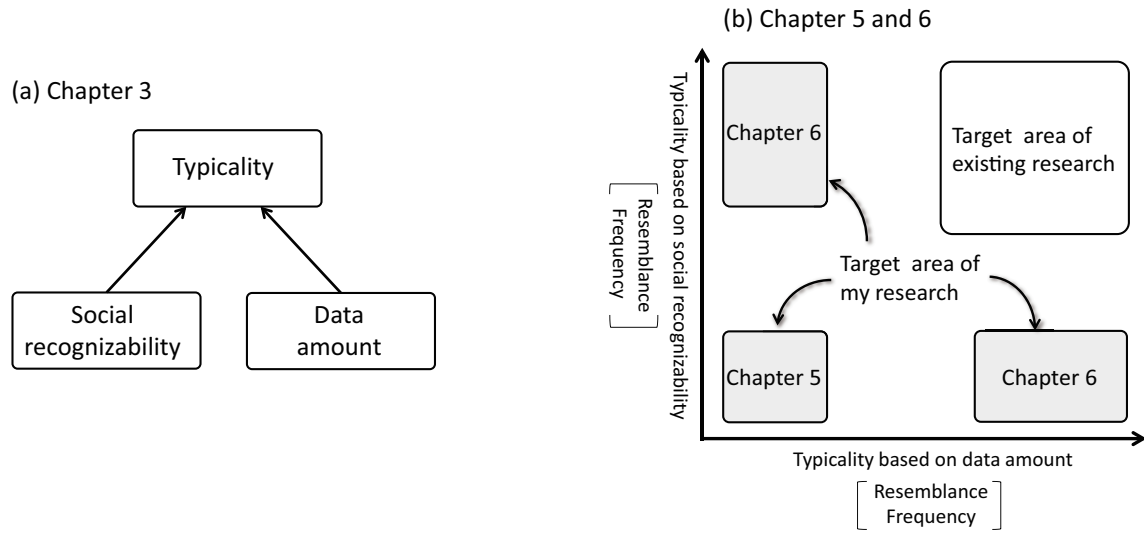 (a) Chapter 3
Typicality
Social
recognizability
Data
amount
(b) Chapter 5 and 6
Typicality based on social recognizability
Resemblance
Frequency
Chapter 6
Target area of
existing research
Target area of
my research
Chapter 5
Chapter 6
Typicality based on data amount
Resemblance
Frequency